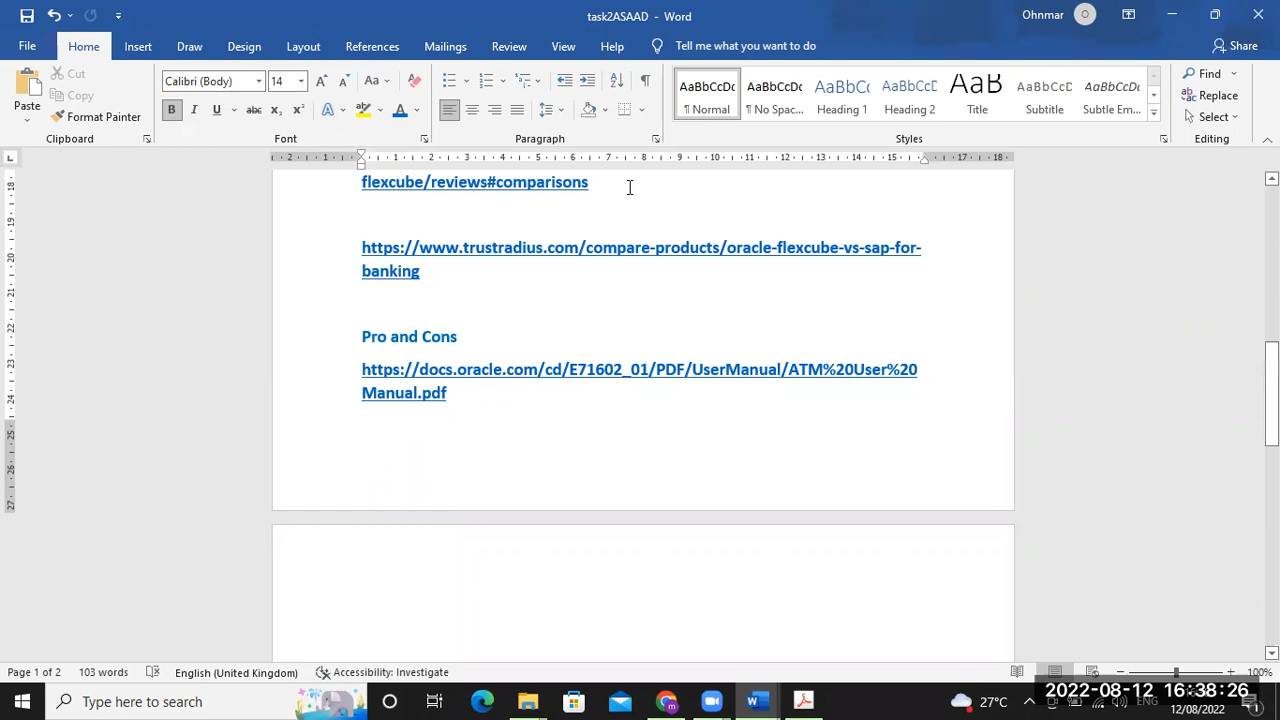 task2ASAAD - Word
Ohnmar
File Home Insert Draw Design Layout References Mailings Review View Help Tell me what you want to do Share
Paste
Cut
Copy
Format Painter
Clipboard
Calibri (Body) 14
Font
Paragraph
AaBbCcDc AaBbCcDc AaBbC( AaBbCcC AaB AaBbCcC AaBbCcDc
¶ Normal ¶ No Spac... Heading 1 Heading 2 Title Subtitle Subtle Em...
Styles
Find
Replace
Select
Editing
flexcube/reviews#comparisons
https://www.trustradius.com/compare-products/oracle-flexcube-vs-sap-for-
banking
Pro and Cons
https://docs.oracle.com/cd/E71602_01/PDF/UserManual/ATM%20User%20
Manual.pdf
Page 1 of 2 103 words English (United Kingdom) Accessibility: Investigate 100%
Type here to search
27°C
ENG
2022-08-12 16:38:26
12/08/2022